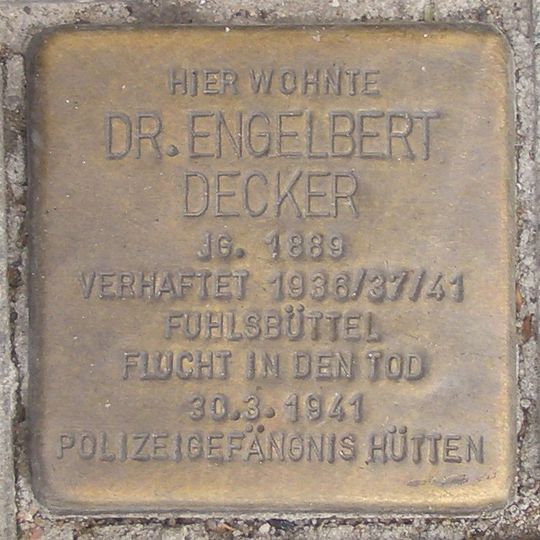 HIER WOHNTE
DR. ENGELBERT
DECKER
JG. 1889
VERHAFTET 1936/37/41
FUHLSBÜTTEL
FLUCHT IN DEN TOD
30.3.1941
POLIZEIGEFÄNGNIS HÜTTEN